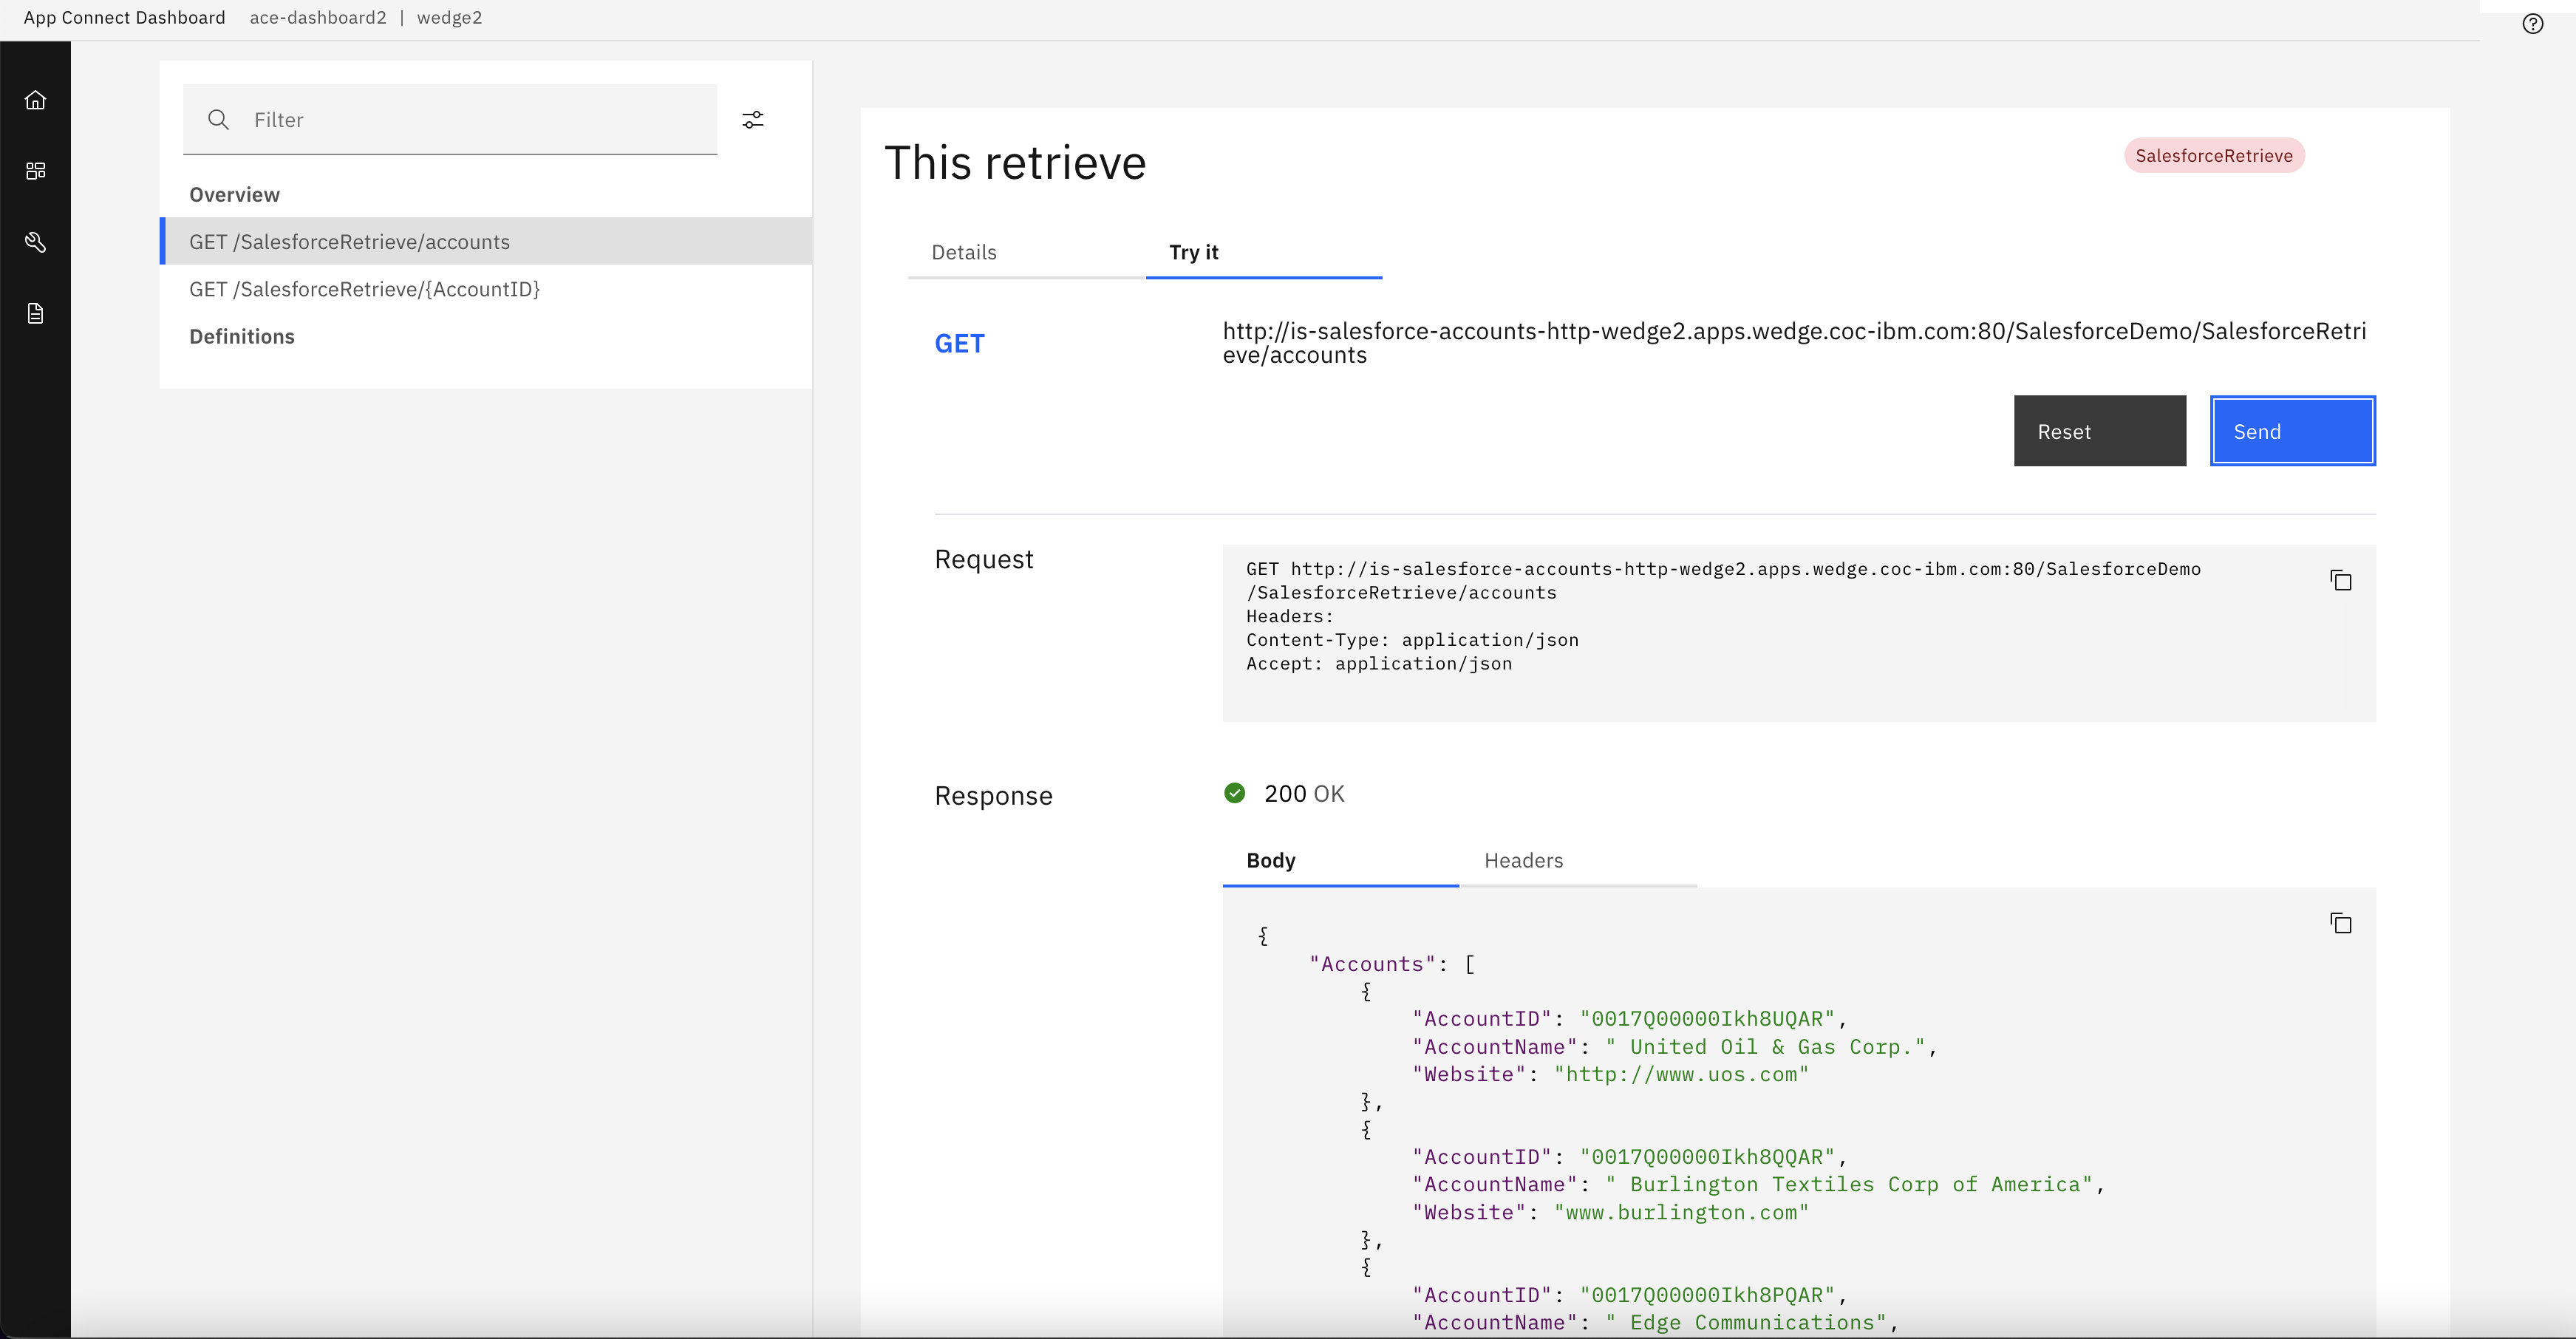 App Connect Dashboard ace-dashboard2 | wedge2
Filter
Overview
GET /SalesforceRetrieve/accounts
GET /SalesforceRetrieve/{AccountID}
Definitions
This retrieve
SalesforceRetrieve
Details Try it
GET
http://is-salesforce-accounts-http-wedge2.apps.wedge.coc-ibm.com:80/SalesforceDemo/SalesforceRetri
eve/accounts
Reset Send
Request
GET http://is-salesforce-accounts-http-wedge2.apps.wedge.coc-ibm.com:80/SalesforceDemo
/SalesforceRetrieve/accounts
Headers:
Content-Type: application/json
Accept: application/json
Response
200 OK
Body Headers
{
"Accounts": [
{
"AccountID": "0017Q00000Ikh8UQAR",
"AccountName": " United Oil & Gas Corp.",
"Website": "http://www.uos.com"
},
{
"AccountID": "0017Q00000Ikh8QQAR",
"AccountName": " Burlington Textiles Corp of America",
"Website": "www.burlington.com"
},
{
"AccountID": "0017Q00000Ikh8PQAR",
"AccountName": " Edge Communications",